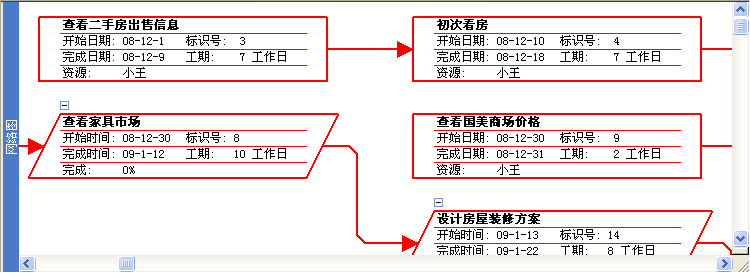 网络图
查看二手房出售信息
开始日期: 08-12-1 标识号: 3
完成日期: 08-12-9 工期: 7 工作日
资源: 小王
初次看房
开始日期: 08-12-10 标识号: 4
完成日期: 08-12-18 工期: 7 工作日
资源: 小王
查看家具市场
开始时间: 08-12-30 标识号: 8
完成时间: 09-1-12 工期: 10 工作日
完成: 0%
查看国美商场价格
开始日期: 08-12-30 标识号: 9
完成日期: 08-12-31 工期: 2 工作日
资源: 小王
设计房屋装修方案
开始时间: 09-1-13 标识号: 14
完成时间: 09-1-22 工期: 8 工作日